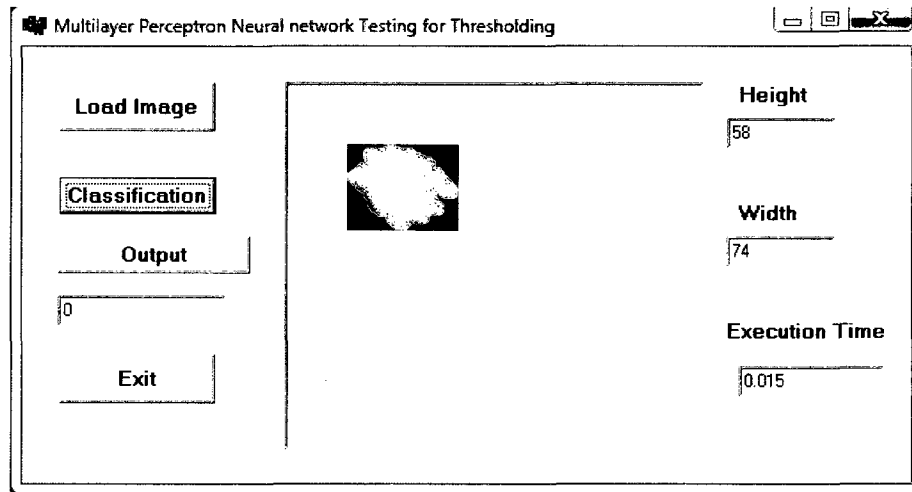 Multilayer Perceptron Neural network Testing for Thresholding
Load Image
Classification
Output
0
Exit
Height
58
Width
74
Execution Time
0.015